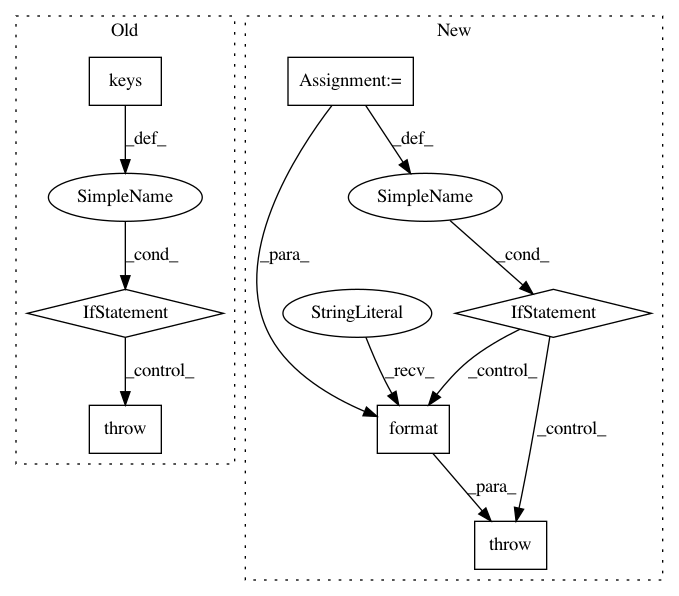 Old
New
keys
Assignment:=
_def_
_def_
SimpleName
SimpleName
_cond_
_para_
_cond_
StringLiteral
IfStatement
IfStatement
_control_
_recv_
_control_
_control_
throw
format
_para_
throw